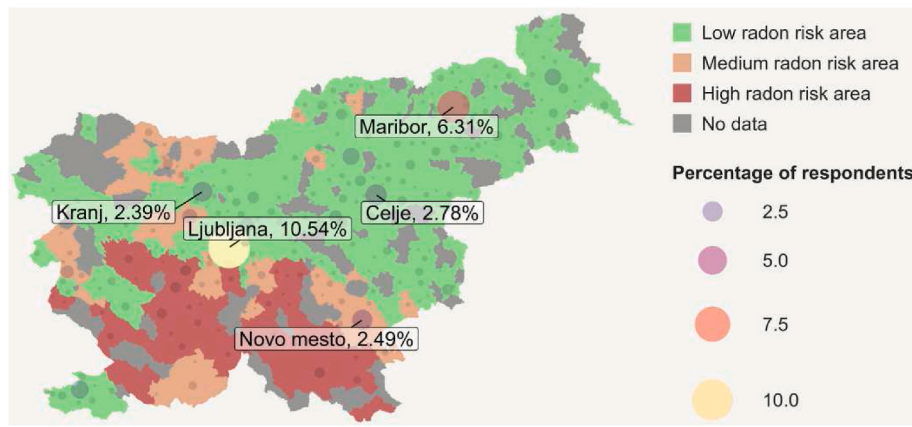 Low radon risk area
Medium radon risk area
High radon risk area
No data
Maribor, 6.31%
Kranj, 2.39%
Celje, 2.78%
Ljubljana, 10.54%
Novo mesto, 2.49%
Percentage of respondents
2.5
5.0
7.5
10.0